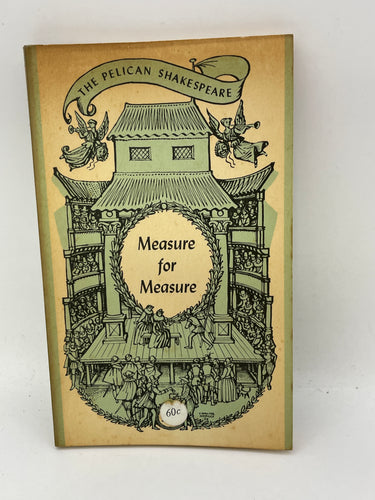 THE PELICAN SHAKESPEARE
Measure
for
Measure
60c